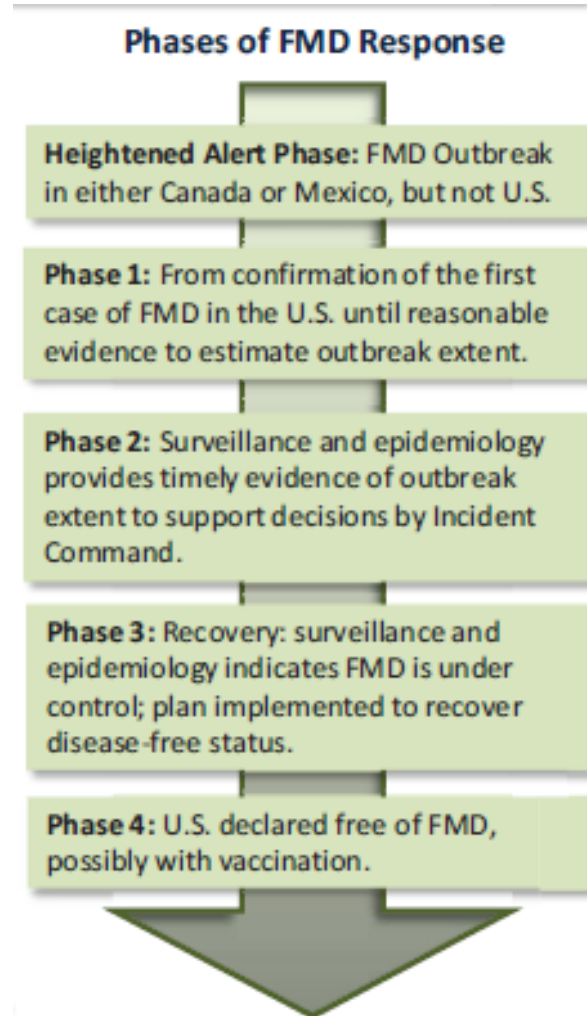 Phases of FMD Response
Heightened Alert Phase: FMD Outbreak
in either Canada or Mexico, but not U.S.
Phase 1: From confirmation of the first
case of FMD in the U.S. until reasonable
evidence to estimate outbreak extent.
Phase 2: Surveillance and epidemiology
provides timely evidence of outbreak
extent to support decisions by Incident
Command.
Phase 3: Recovery: surveillance and
epidemiology indicates FMD is under
control; plan implemented to recover
disease-free status.
Phase 4: U.S. declared free of FMD,
possibly with vaccination.